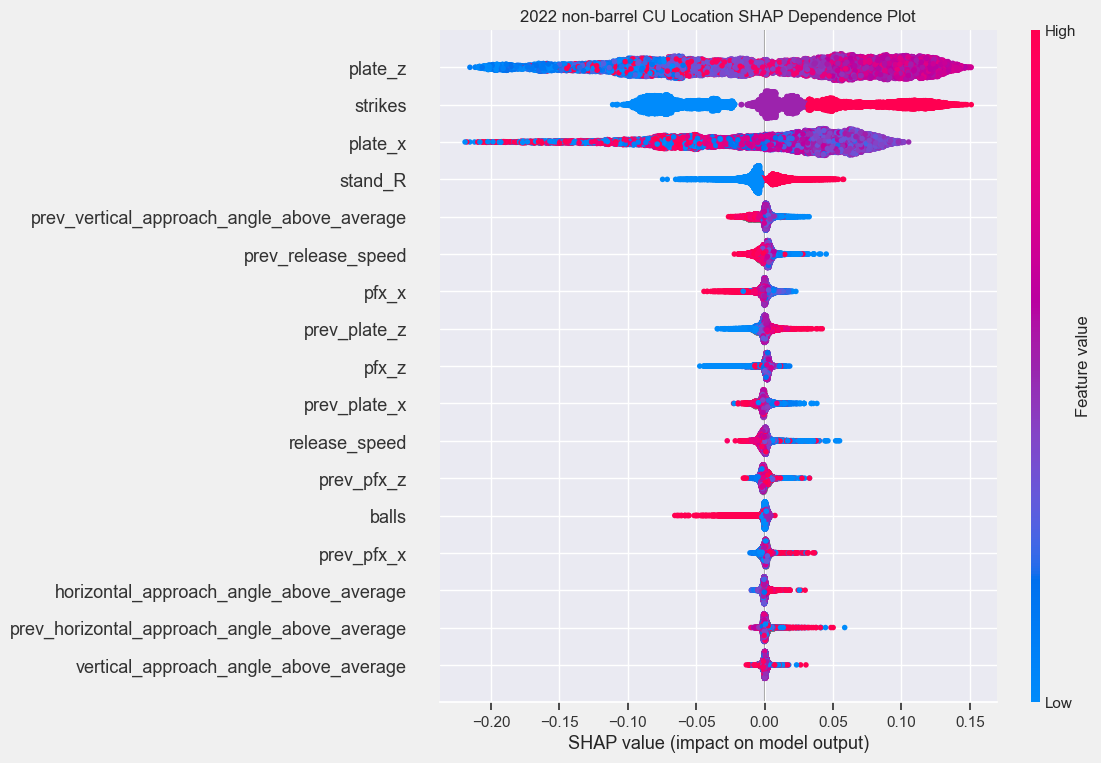 2022 non-barrel CU Location SHAP Dependence Plot
High
plate_z
strikes
plate_x
stand_R
prev_vertical_approach_angle_above_average
prev_release_speed
pfx_x
prev_plate_z
pfx_z
prev_plate_x
release_speed
prev_pfx_z
balls
prev_pfx_x
horizontal_approach_angle_above_average
prev_horizontal_approach_angle_above_average
vertical_approach_angle_above_average
Feature value
Low
−0.20 −0.15 −0.10 −0.05 0.00 0.05 0.10 0.15
SHAP value (impact on model output)